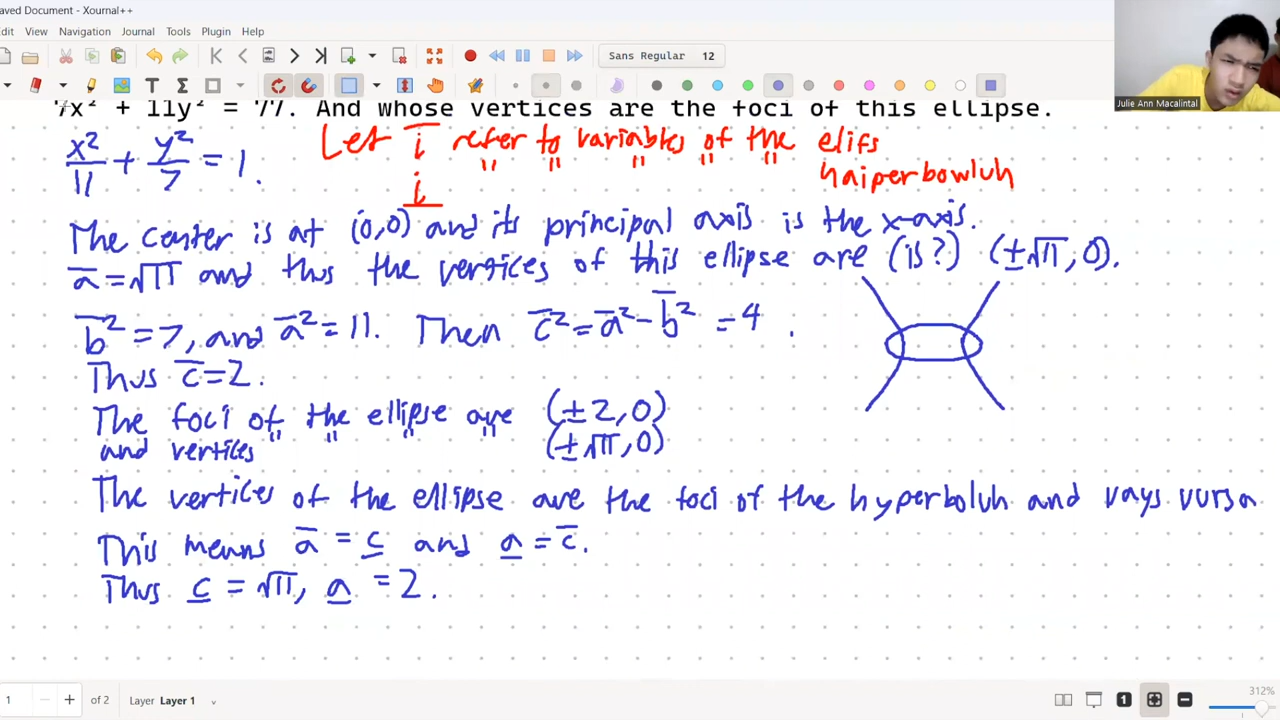 aved Document - Xournal++
Edit View Navigation Journal Tools Plugin Help
Sans Regular 12
Julie Ann Macalintal
7x² + 11y² = 77. And whose vertices are the foci of this ellipse.
x²/11 + y²/7 = 1.
Let i̅ refer to variables of the elifs
i̲ " " " " " haiperbowluh
The center is at (0,0) and its principal axis is the x-axis.
a̅ = √11 and thus the vertices of this ellipse are (is?) (±√11, 0).
b̅² = 7, and a̅² = 11. Then c̅² = a̅² - b̅² = 4.
Thus c̅ = 2.
The foci of the ellipse are (±2, 0)
and vertices " " " " (±√11, 0)
The vertices of the ellipse are the foci of the hyperboluh and vays vursa
This means a̅ = c̲ and a̲ = c̅.
Thus c̲ = √11, a̲ = 2.
1 of 2 Layer Layer 1
312%